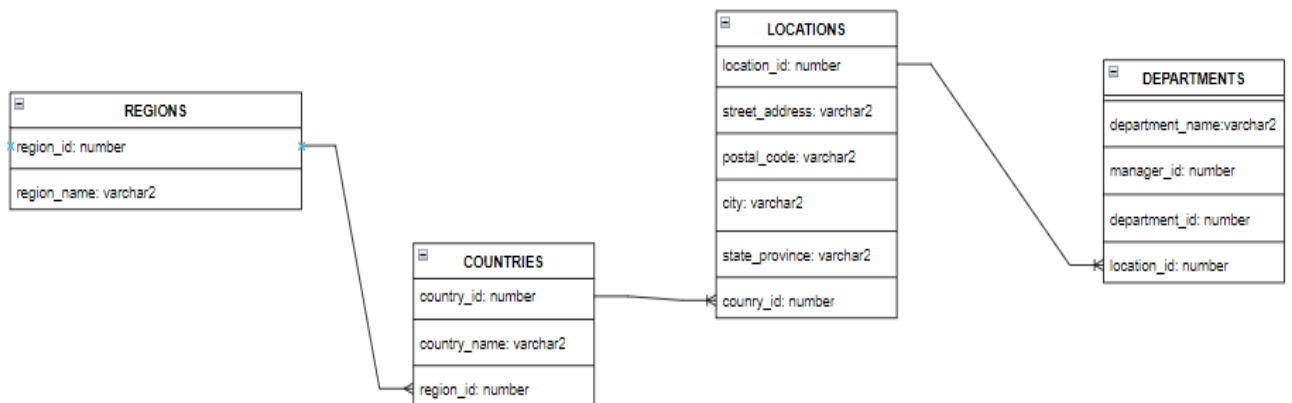 REGIONS
region_id: number
region_name: varchar2
COUNTRIES
country_id: number
country_name: varchar2
region_id: number
LOCATIONS
location_id: number
street_address: varchar2
postal_code: varchar2
city: varchar2
state_province: varchar2
counry_id: number
DEPARTMENTS
department_name:varchar2
manager_id: number
department_id: number
location_id: number